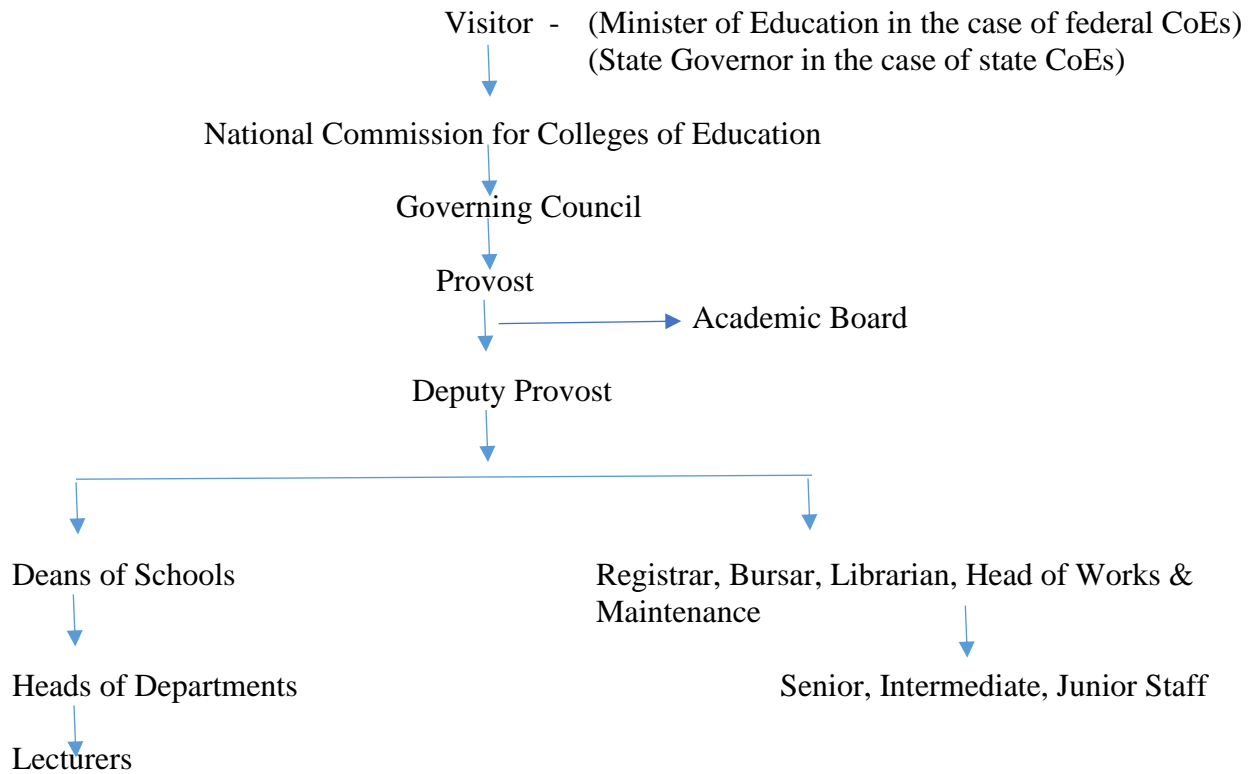 Visitor - (Minister of Education in the case of federal CoEs)
(State Governor in the case of state CoEs)
National Commission for Colleges of Education
Governing Council
Provost
Academic Board
Deputy Provost
Deans of Schools
Registrar, Bursar, Librarian, Head of Works &
Maintenance
Heads of Departments
Senior, Intermediate, Junior Staff
Lecturers